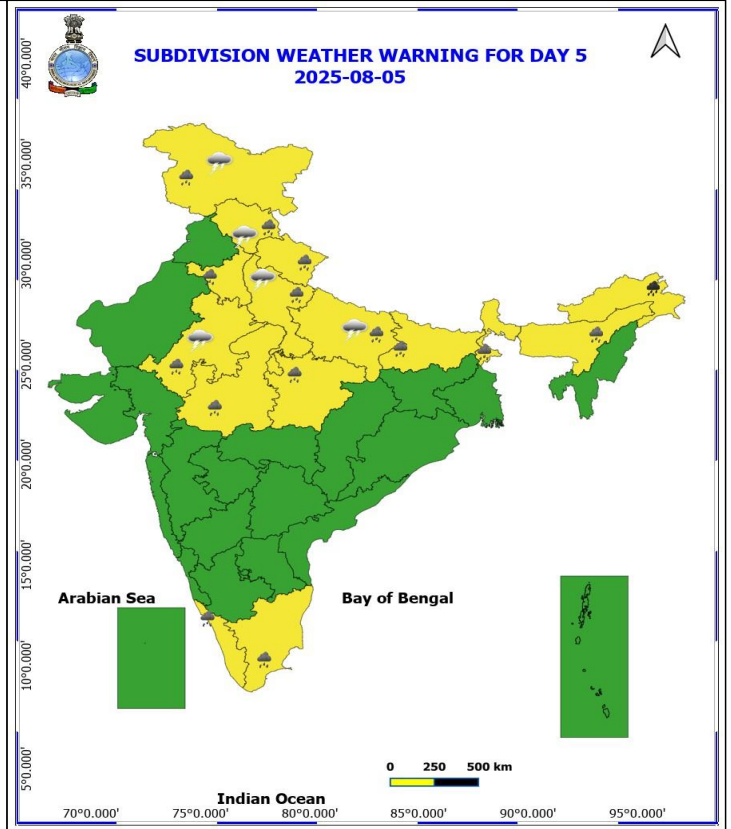 SUBDIVISION WEATHER WARNING FOR DAY 5
2025-08-05
40°0.000'
35°0.000'
30°0.000'
25°0.000'
20°0.000'
15°0.000'
10°0.000'
5°0.000'
Arabian Sea
Bay of Bengal
0 250 500 km
Indian Ocean
70°0.000' 75°0.000' 80°0.000' 85°0.000' 90°0.000' 95°0.000'